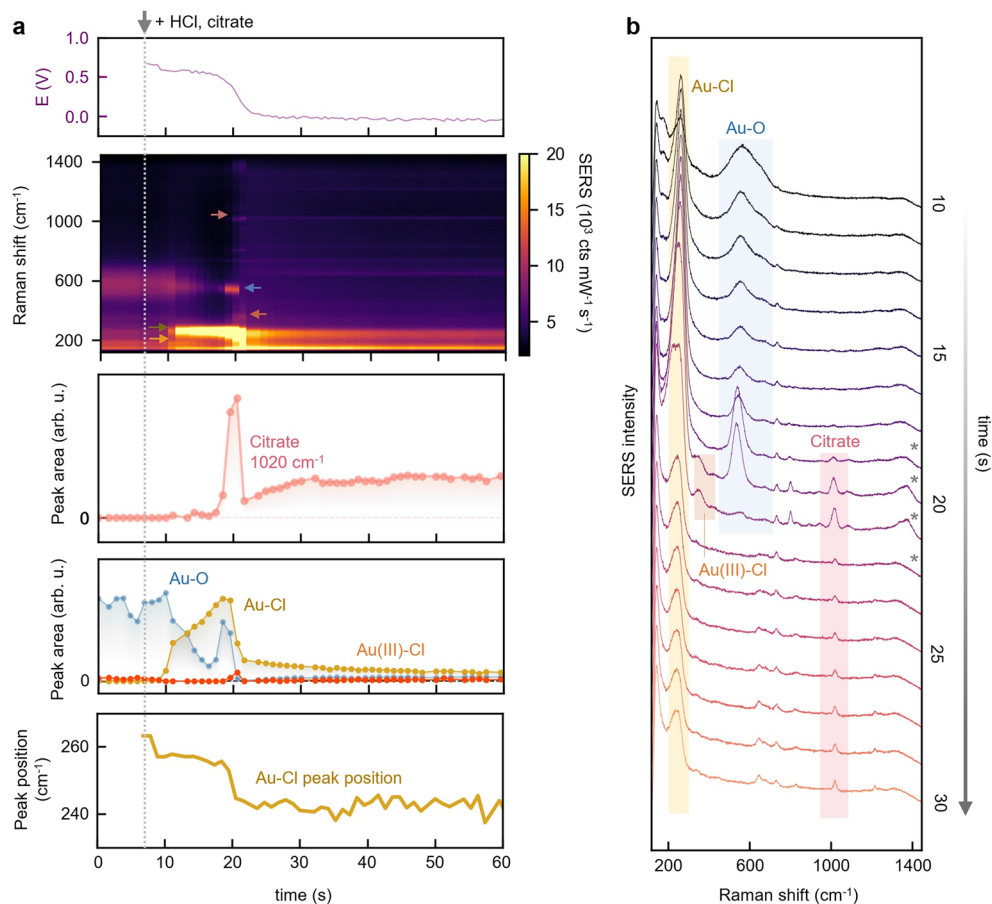 + HCl, citrate
a
1.0
0.5
0.0
E (V)
1400
1000
600
200
Raman shift (cm⁻¹)
20
15
10
5
SERS (10³ cts mW⁻¹ s⁻¹)
Citrate
1020 cm⁻¹
0
Peak area (arb. u.)
Au-O
Au-Cl
Au(III)-Cl
0
Peak area (arb. u.)
260
240
Peak position
(cm⁻¹)
Au-Cl peak position
0
10
20
30
40
50
60
time (s)
b
Au-Cl
Au-O
Citrate
Au(III)-Cl
*
*
*
*
10
15
20
25
30
time (s)
SERS intensity
200
600
1000
1400
Raman shift (cm⁻¹)